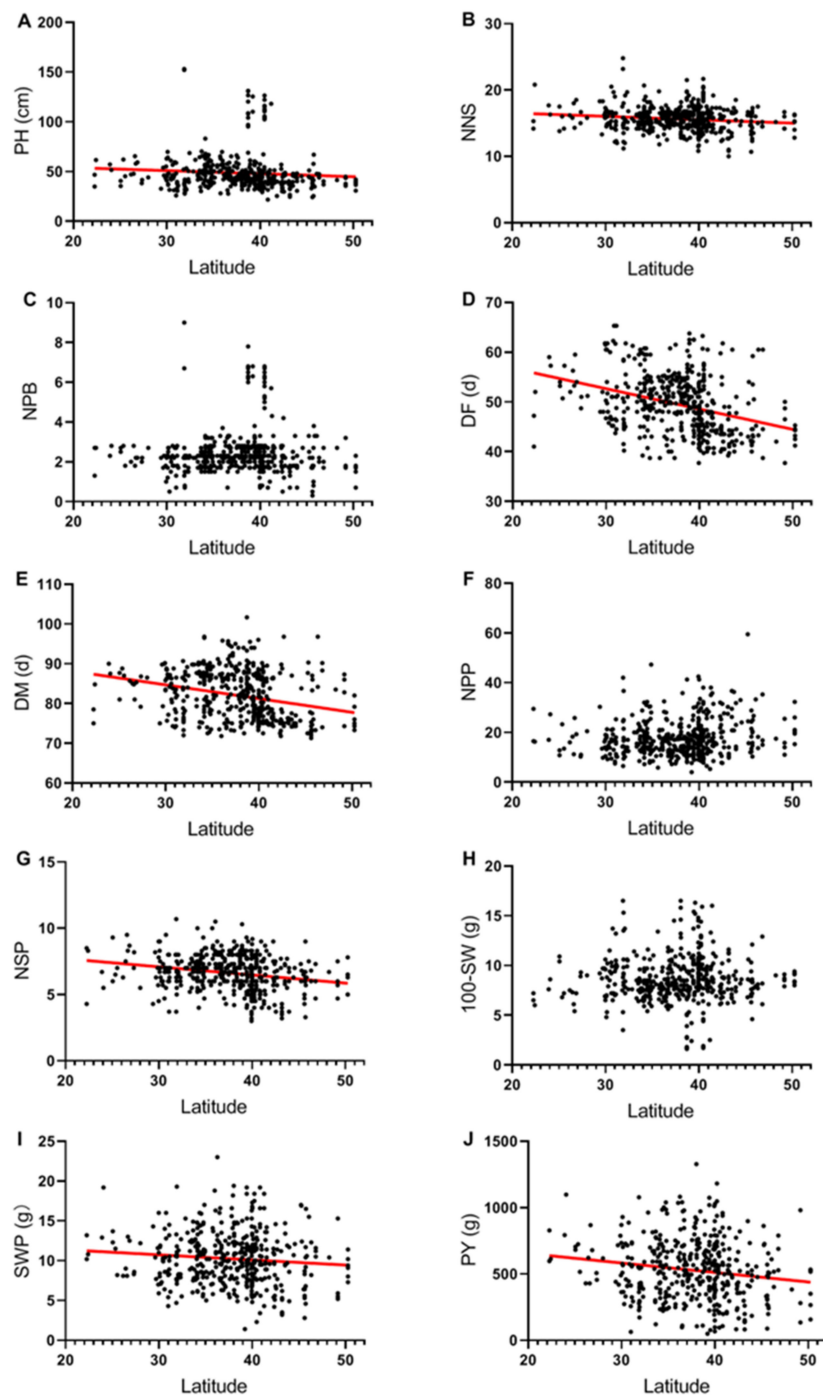 A
200
150
100
50
0
PH (cm)
20 30 40 50
Latitude
B
30
20
10
0
NNS
20 30 40 50
Latitude
C
10
8
6
4
2
0
NPB
20 30 40 50
Latitude
D
70
60
50
40
30
DF (d)
20 30 40 50
Latitude
E
110
100
90
80
70
60
DM (d)
20 30 40 50
Latitude
F
80
60
40
20
0
NPP
20 30 40 50
Latitude
G
15
10
5
0
NSP
20 30 40 50
Latitude
H
20
15
10
5
0
100-SW (g)
20 30 40 50
Latitude
I
25
20
15
10
5
0
SWP (g)
20 30 40 50
Latitude
J
1500
1000
500
0
PY (g)
20 30 40 50
Latitude